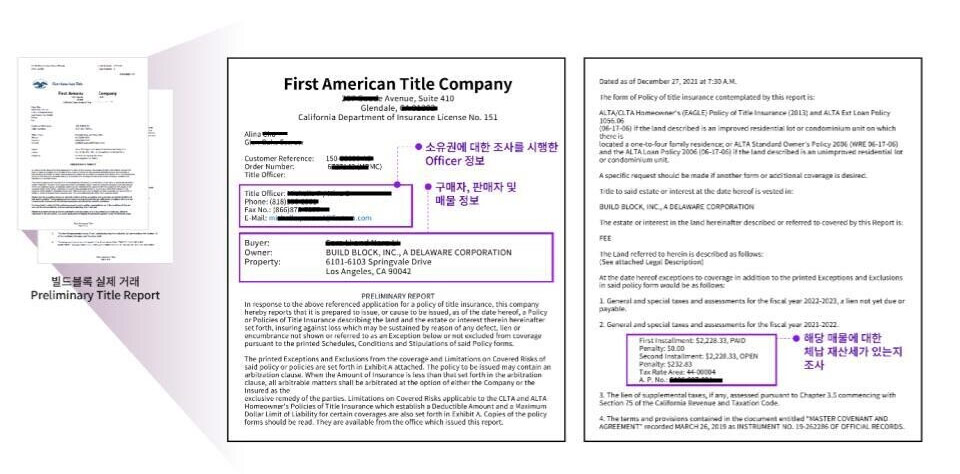 First American Title Company
Avenue, Suite 410
Glendale,
California Department of Insurance License No. 151
Alina
Customer Reference: 150
Order Number: MC)
Title Officer:
소유권에 대한 조사를 시행한
Officer 정보
Title Officer:
Phone: (818)
Fax No.: (866)
E-Mail: .com
구매자, 판매자 및
매물 정보
Buyer:
Owner: BUILD BLOCK, INC., A DELAWARE CORPORATION
Property: 6101-6103 Springvale Drive
Los Angeles, CA 90042
PRELIMINARY REPORT
In response to the above referenced application for a policy of title insurance, this company
hereby reports that it is prepared to issue, or cause to be issued, as of the date hereof, a Policy
or Policies of Title Insurance describing the land and the estate or interest therein hereinafter
set forth, insuring against loss which may be sustained by reason of any defect, lien or
encumbrance not shown or referred to as an Exception below or not excluded from coverage
pursuant to the printed Schedules, Conditions and Stipulations of said Policy forms.
The printed Exceptions and Exclusions from the coverage and Limitations on Covered Risks of
said policy or policies are set forth in Exhibit A attached. The policy to be issued may contain an
arbitration clause. When the Amount of Insurance is less than that set forth in the arbitration
clause, all arbitrable matters shall be arbitrated at the option of either the Company or the
Insured as the
exclusive remedy of the parties. Limitations on Covered Risks applicable to the CLTA and ALTA
Homeowner's Policies of Title Insurance which establish a Deductible Amount and a Maximum
Dollar Limit of Liability for certain coverages are also set forth in Exhibit A. Copies of the policy
forms should be read. They are available from the office which issued this report.
빌드블록 실제 거래
Preliminary Title Report
Dated as of December 27, 2021 at 7:30 A.M.
The form of Policy of title insurance contemplated by this report is:
ALTA/CLTA Homeowner's (EAGLE) Policy of Title Insurance (2013) and ALTA Ext Loan Policy
1056.06
(06-17-06) if the land described is an improved residential lot or condominium unit on which
there is
located a one-to-four family residence; or ALTA Standard Owner's Policy 2006 (WRE 06-17-06)
and the ALTA Loan Policy 2006 (06-17-06) if the land described is an unimproved residential lot
or condominium unit.
A specific request should be made if another form or additional coverage is desired.
Title to said estate or interest at the date hereof is vested in:
BUILD BLOCK, INC., A DELAWARE CORPORATION
The estate or interest in the land hereinafter described or referred to covered by this Report is:
FEE
The Land referred to herein is described as follows:
(See attached Legal Description)
At the date hereof exceptions to coverage in addition to the printed Exceptions and Exclusions
in said policy form would be as follows:
1. General and special taxes and assessments for the fiscal year 2022-2023, a lien not yet due or
payable.
2. General and special taxes and assessments for the fiscal year 2021-2022.
First Installment: $2,228.33, PAID
Penalty: $0.00
Second Installment: $2,228.33, OPEN
Penalty: $232.83
Tax Rate Area: 44-00004
A. P. No.:
해당 매물에 대한
체납 재산세가 있는지
조사
3. The lien of supplemental taxes, if any, assessed pursuant to Chapter 3.5 commencing with
Section 75 of the California Revenue and Taxation Code.
4. The terms and provisions contained in the document entitled "MASTER COVENANT AND
AGREEMENT" recorded MARCH 26, 2019 as INSTRUMENT NO. 19-262286 OF OFFICIAL RECORDS.